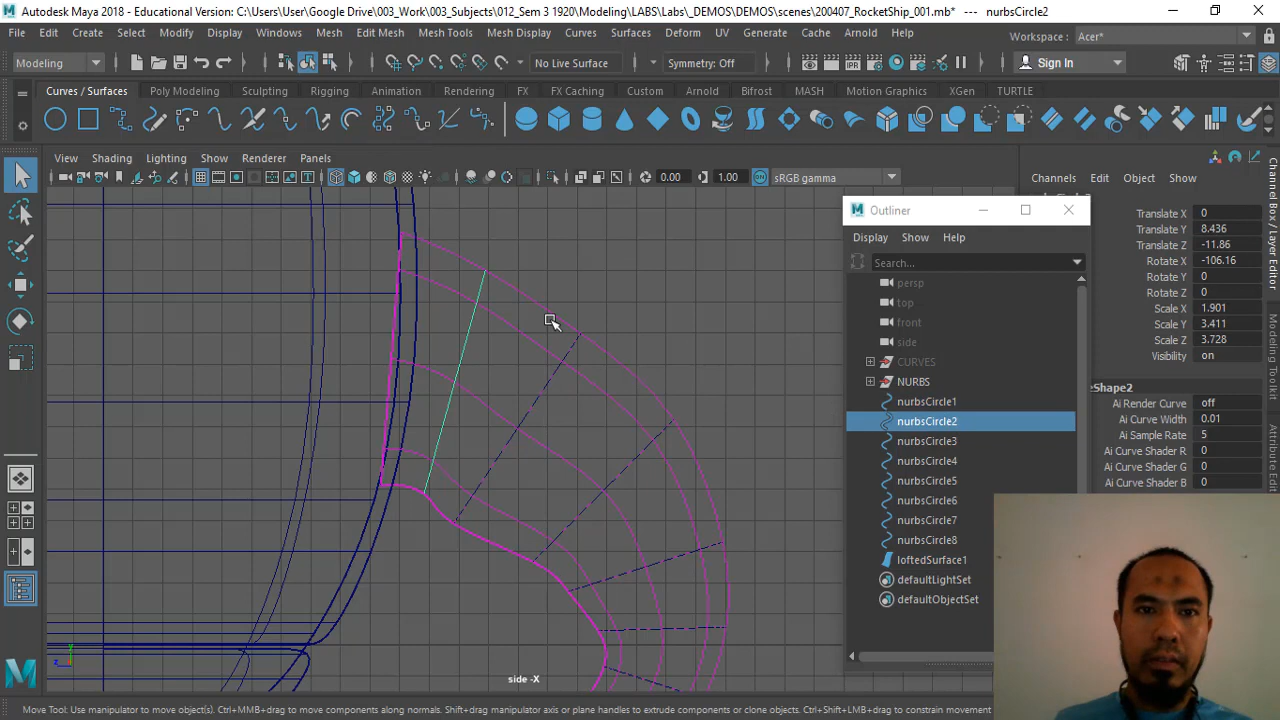 Autodesk Maya 2018 - Educational Version: C:\Users\User\Google Drive\003_Work\003_Subjects\012_Sem 3 1920\Modeling\LABS\Labs\_DEMOS\DEMOS\scenes\200407_RocketShip_001.mb*   ---   nurbsCircle2
File Edit Create Select Modify Display Windows Mesh Edit Mesh Mesh Tools Mesh Display Curves Surfaces Deform UV Generate Cache Arnold Help Workspace : Acer*
Modeling No Live Surface Symmetry: Off Sign In
Curves / Surfaces Poly Modeling Sculpting Rigging Animation Rendering FX FX Caching Custom Arnold Bifrost MASH Motion Graphics XGen TURTLE
View Shading Lighting Show Renderer Panels
0.00 1.00 ON sRGB gamma
Channels Edit Object Show
Channel Box/Layer Editor
Modeling Toolkit
Outliner
Display Show Help
Search...
persp
top
front
side
CURVES
NURBS
nurbsCircle1
nurbsCircle2
nurbsCircle3
nurbsCircle4
nurbsCircle5
nurbsCircle6
nurbsCircle7
nurbsCircle8
loftedSurface1
defaultLightSet
defaultObjectSet
Translate X 0
Translate Y 8.436
Translate Z -11.86
Rotate X -106.16
Rotate Y 0
Rotate Z 0
Scale X 1.901
Scale Y 3.411
Scale Z 3.728
Visibility on
eShape2
Ai Render Curve off
Ai Curve Width 0.01
Ai Sample Rate 5
Ai Curve Shader R 0
Ai Curve Shader G 0
Ai Curve Shader B 0
y
z
side -X
Move Tool: Use manipulator to move object(s). Ctrl+MMB+drag to move components along normals. Shift+drag manipulator axis or plane handles to extrude components or clone objects. Ctrl+Shift+drag to constrain movement